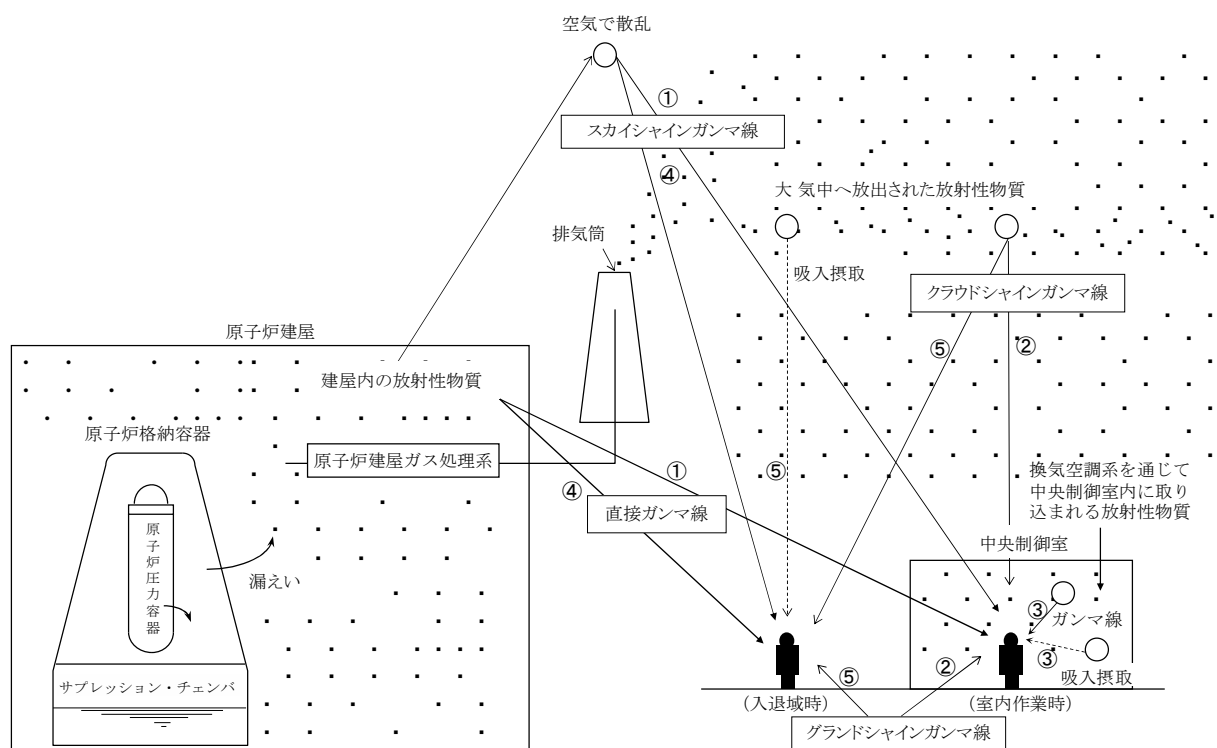 空気で散乱
①
スカイシャインガンマ線
④
大 気中へ放出された放射性物質
排気筒
吸入摂取
クラウドシャインガンマ線
原子炉建屋
⑤
②
建屋内の放射性物質
原子炉格納容器
原子炉建屋ガス処理系
①
⑤
④
直接ガンマ線
換気空調系を通じて
中央制御室内に取り
込まれる放射性物質
原子炉圧力容器
中央制御室
漏えい
③
ガンマ線
③
吸入摂取
サプレッション・チェンバ
⑤
②
(入退域時)
(室内作業時)
グランドシャインガンマ線